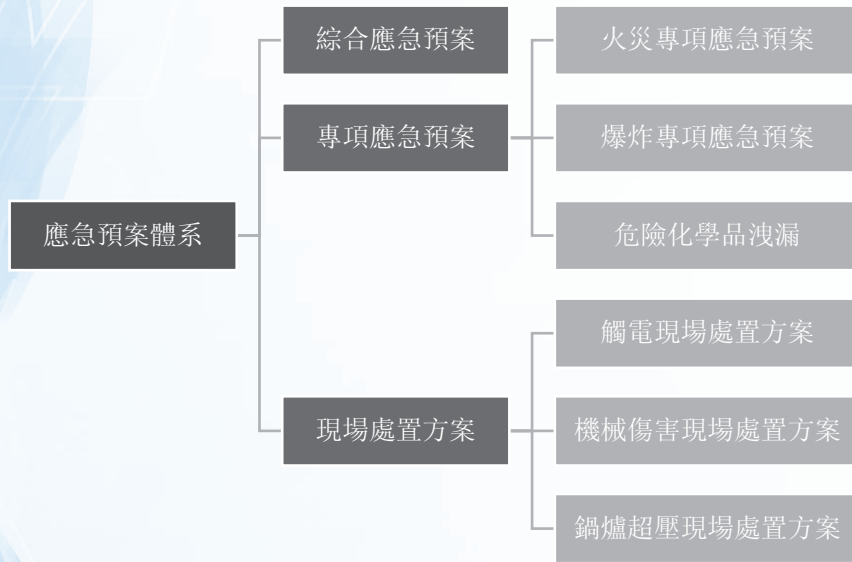 應急預案體系
綜合應急預案
專項應急預案
火災專項應急預案
爆炸專項應急預案
危險化學品洩漏
現場處置方案
觸電現場處置方案
機械傷害現場處置方案
鍋爐超壓現場處置方案